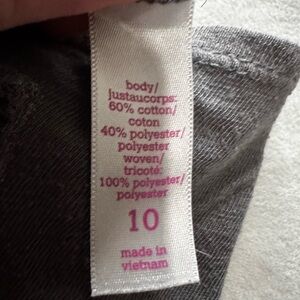 body/
justaucorps:
60% cotton/
coton
40% polyester/
polyester
woven/
tricoté:
100% polyester/
polyester
10
made in
vietnam